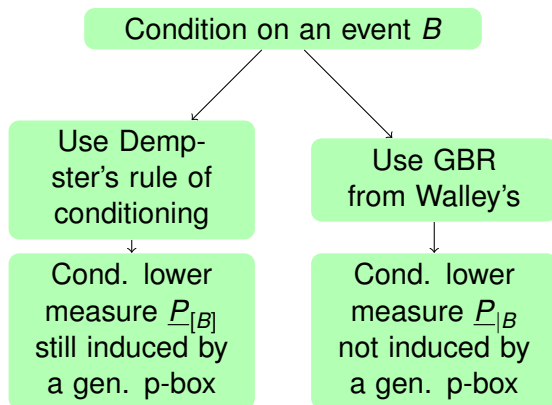 Condition on an event B
Use Demp-
ster's rule of
conditioning
Cond. lower
measure P̲[B]
still induced by
a gen. p-box
Use GBR
from Walley's
Cond. lower
measure P̲|B
not induced by
a gen. p-box